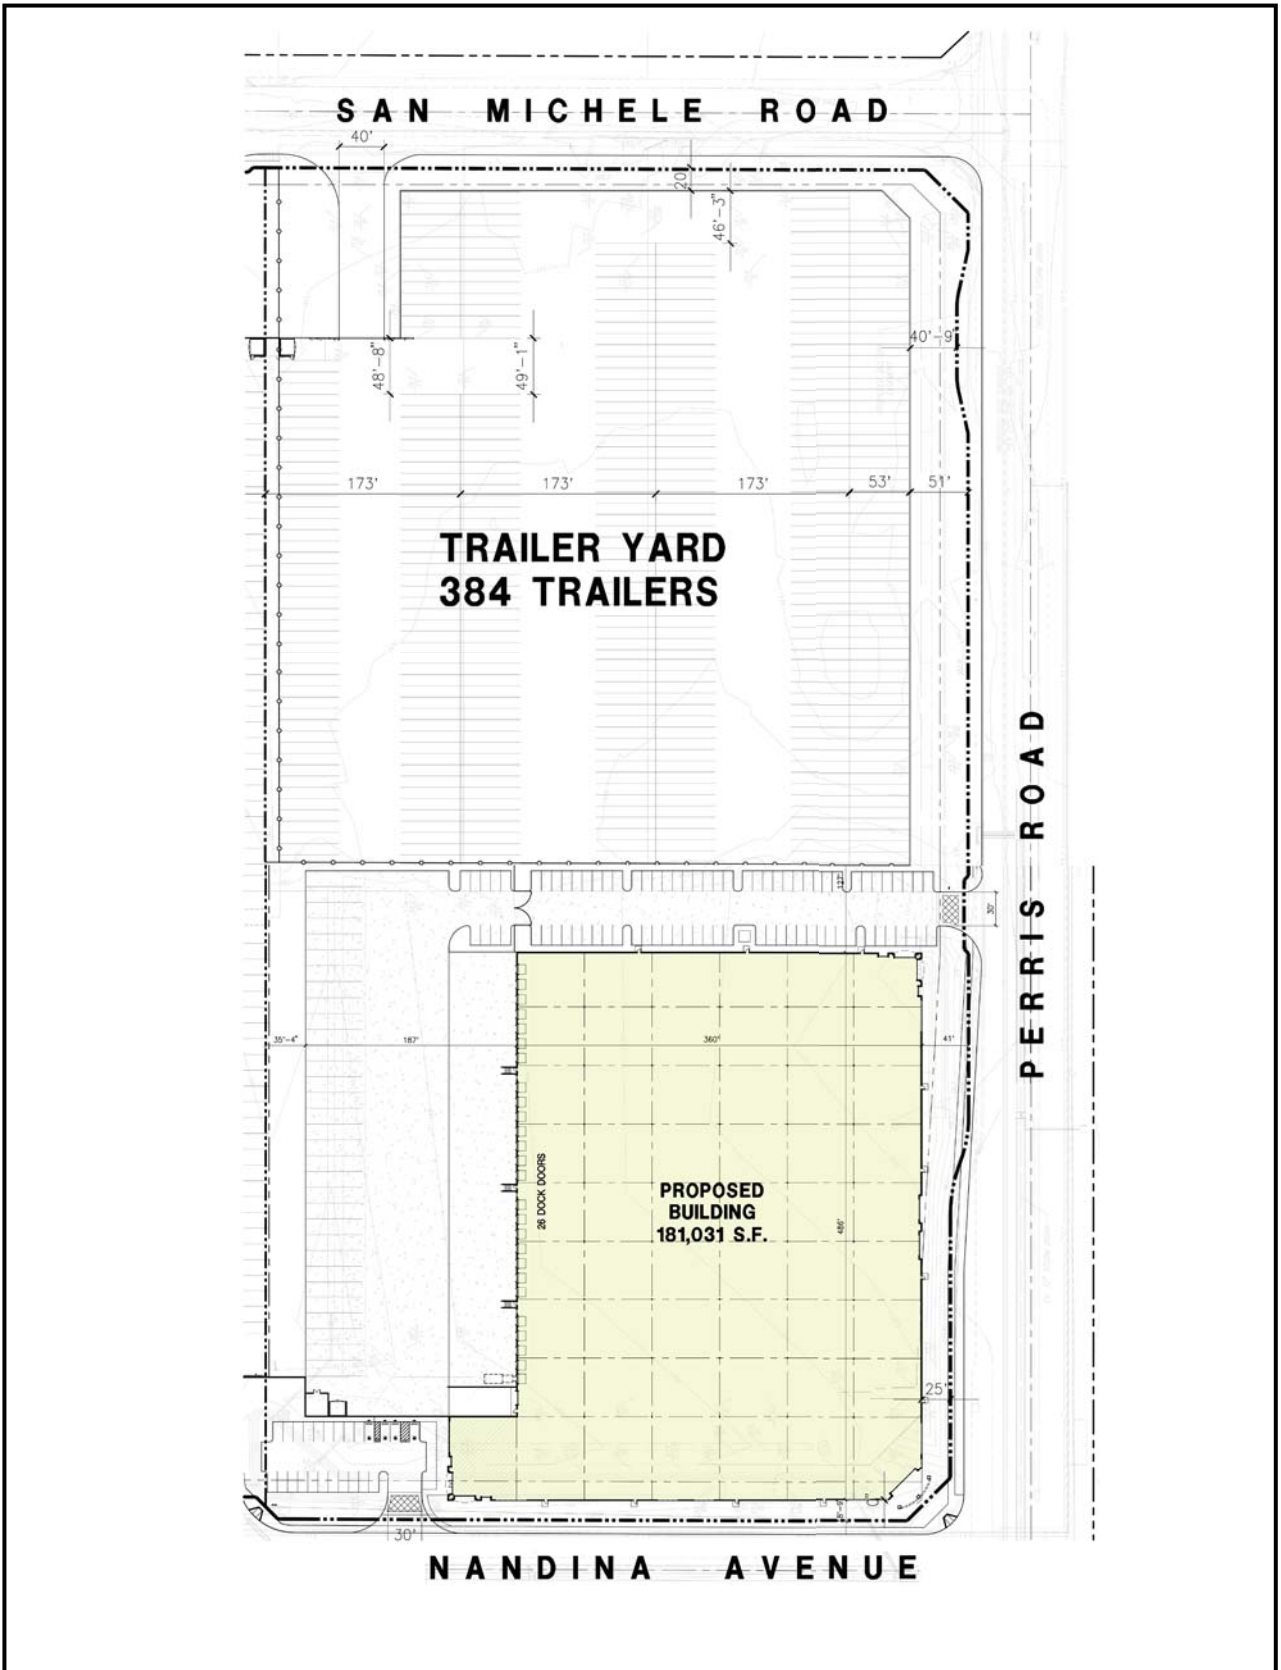 SAN MICHELE ROAD
40'
20'
46'-3"
40'-9"
48'-8"
49'-1"
173'
173'
173'
53'
51'
TRAILER YARD
384 TRAILERS
PERRIS ROAD
127'
30'
35'-4"
187'
360'
41'
26 DOCK DOORS
PROPOSED
BUILDING
181,031 S.F.
486'
25'
30'
NANDINA AVENUE